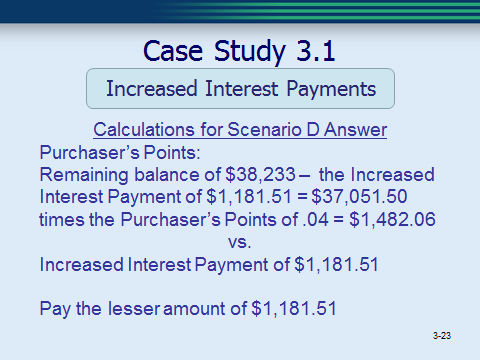 Case Study 3.1
Increased Interest Payments
Calculations for Scenario D Answer
Purchaser's Points:
Remaining balance of $38,233 – the Increased
Interest Payment of $1,181.51 = $37,051.50
times the Purchaser's Points of .04 = $1,482.06
vs.
Increased Interest Payment of $1,181.51
Pay the lesser amount of $1,181.51
3-23